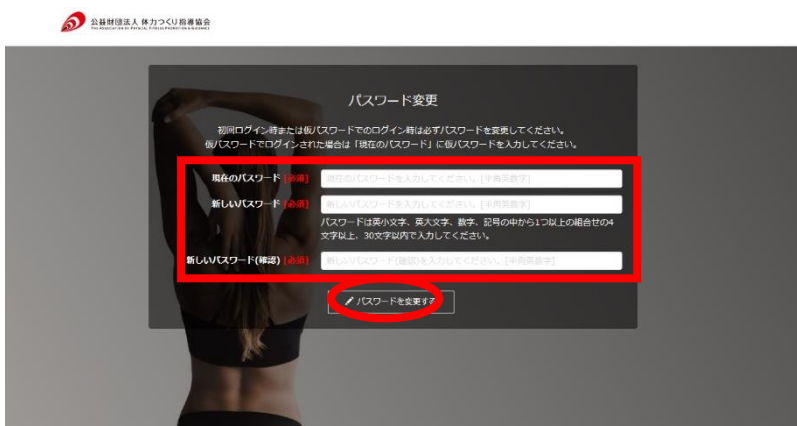 公益財団法人 体力つくり指導協会
THE ASSOCIATION OF PHYSICAL FITNESS PROMOTION & GUIDANCE
パスワード変更
初回ログイン時または仮パスワードでのログイン時は必ずパスワードを変更してください。
仮パスワードでログインされた場合は「現在のパスワード」に仮パスワードを入力してください。
現在のパスワード [必須] 現在のパスワードを入力してください。[半角英数字]
新しいパスワード [必須] 新しいパスワードを入力してください。[半角英数字]
パスワードは英小文字、英大文字、数字、記号の中から1つ以上の組合せの4
文字以上、30文字以内で入力してください。
新しいパスワード(確認) [必須] 新しいパスワード(確認)を入力してください。[半角英数字]
パスワードを変更する